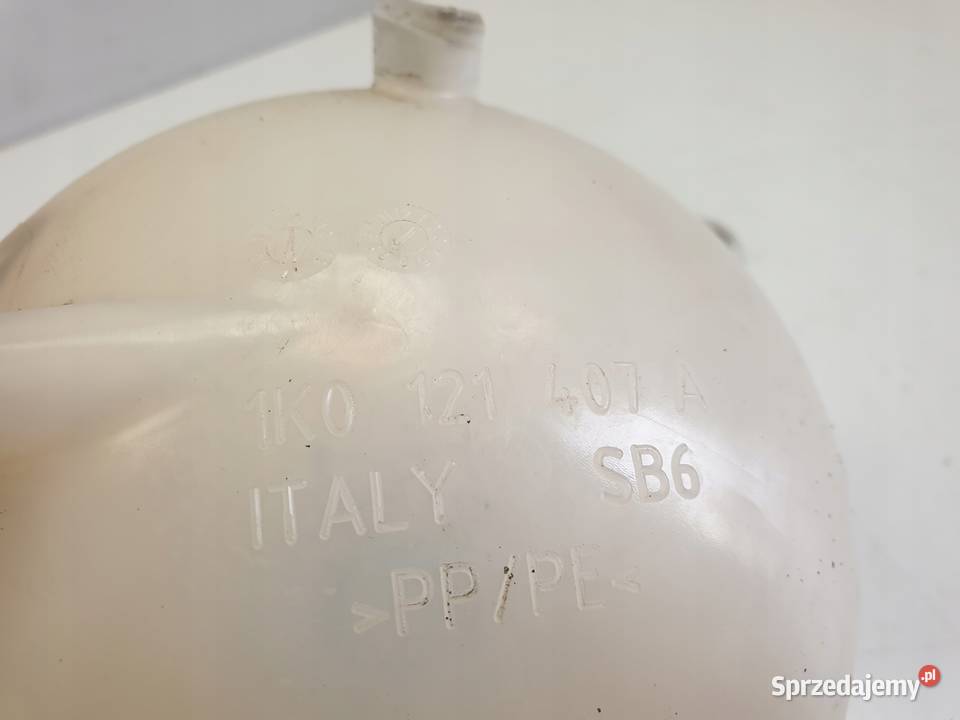 1K0 121 407 A
ITALY SB6
>PP/PE<
Sprzedajemy.pl